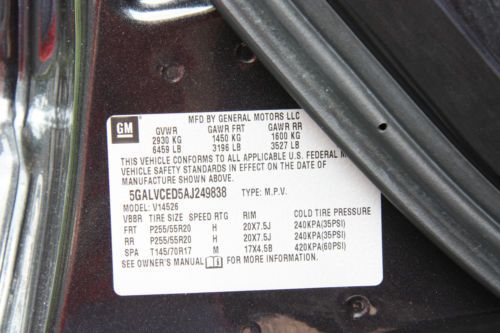 MFD BY GENERAL MOTORS LLC
GM
GVWR GAWR FRT GAWR RR
2930 KG 1450 KG 1600 KG
6459 LB 3196 LB 3527 LB
THIS VEHICLE CONFORMS TO ALL APPLICABLE U.S. FEDERAL
VEHICLE SAFETY STANDARDS IN EFFECT ON THE DATE OF
MANUFACTURE SHOWN ABOVE.
5GALVCED5AJ249838 TYPE: M.P.V.
MODEL: V14526
VBBR TIRE SIZE SPEED RTG RIM COLD TIRE PRESSURE
FRT P255/55R20 H 20X7.5J 240KPA(35PSI)
RR P255/55R20 H 20X7.5J 240KPA(35PSI)
SPA T145/70R17 M 17X4.5B 420KPA(60PSI)
SEE OWNER'S MANUAL FOR MORE INFORMATION.